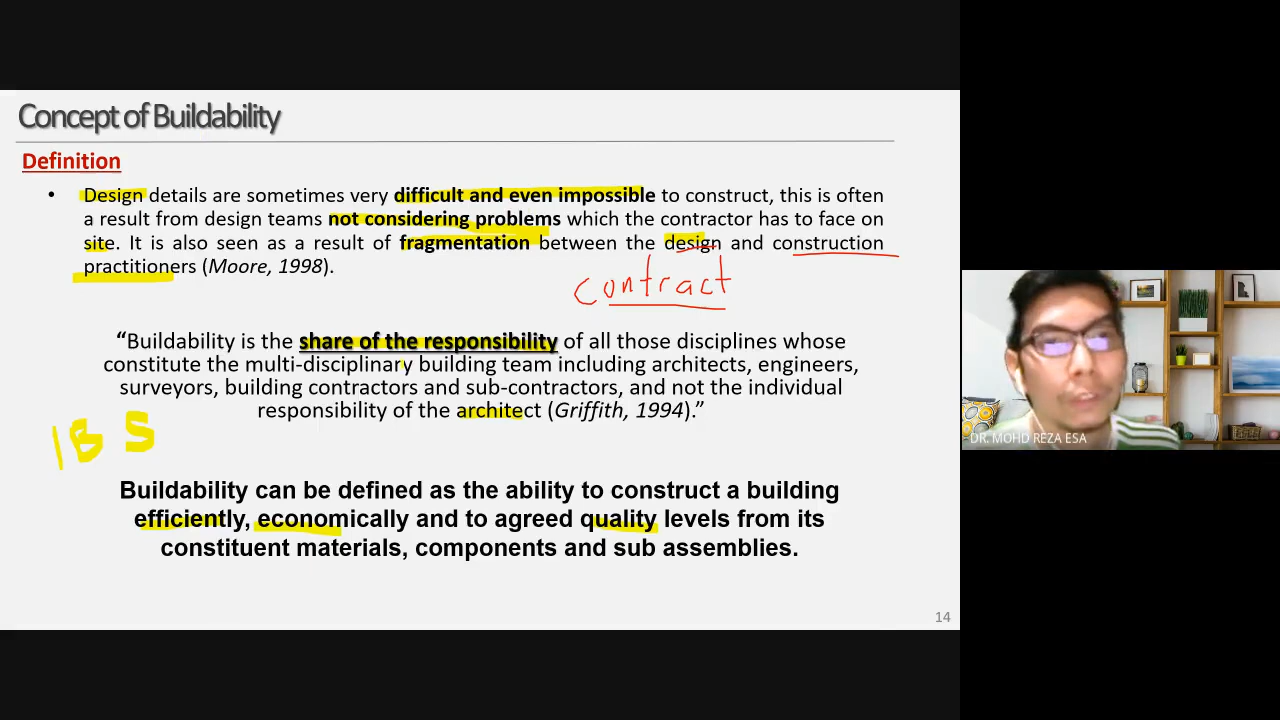 Concept of Buildability
Definition
• Design details are sometimes very difficult and even impossible to construct, this is often
a result from design teams not considering problems which the contractor has to face on
site. It is also seen as a result of fragmentation between the design and construction
practitioners (Moore, 1998).
contract
“Buildability is the share of the responsibility of all those disciplines whose
constitute the multi-disciplinary building team including architects, engineers,
surveyors, building contractors and sub-contractors, and not the individual
responsibility of the architect (Griffith, 1994).”
IBS
Buildability can be defined as the ability to construct a building
efficiently, economically and to agreed quality levels from its
constituent materials, components and sub assemblies.
14
DR. MOHD REZA ESA